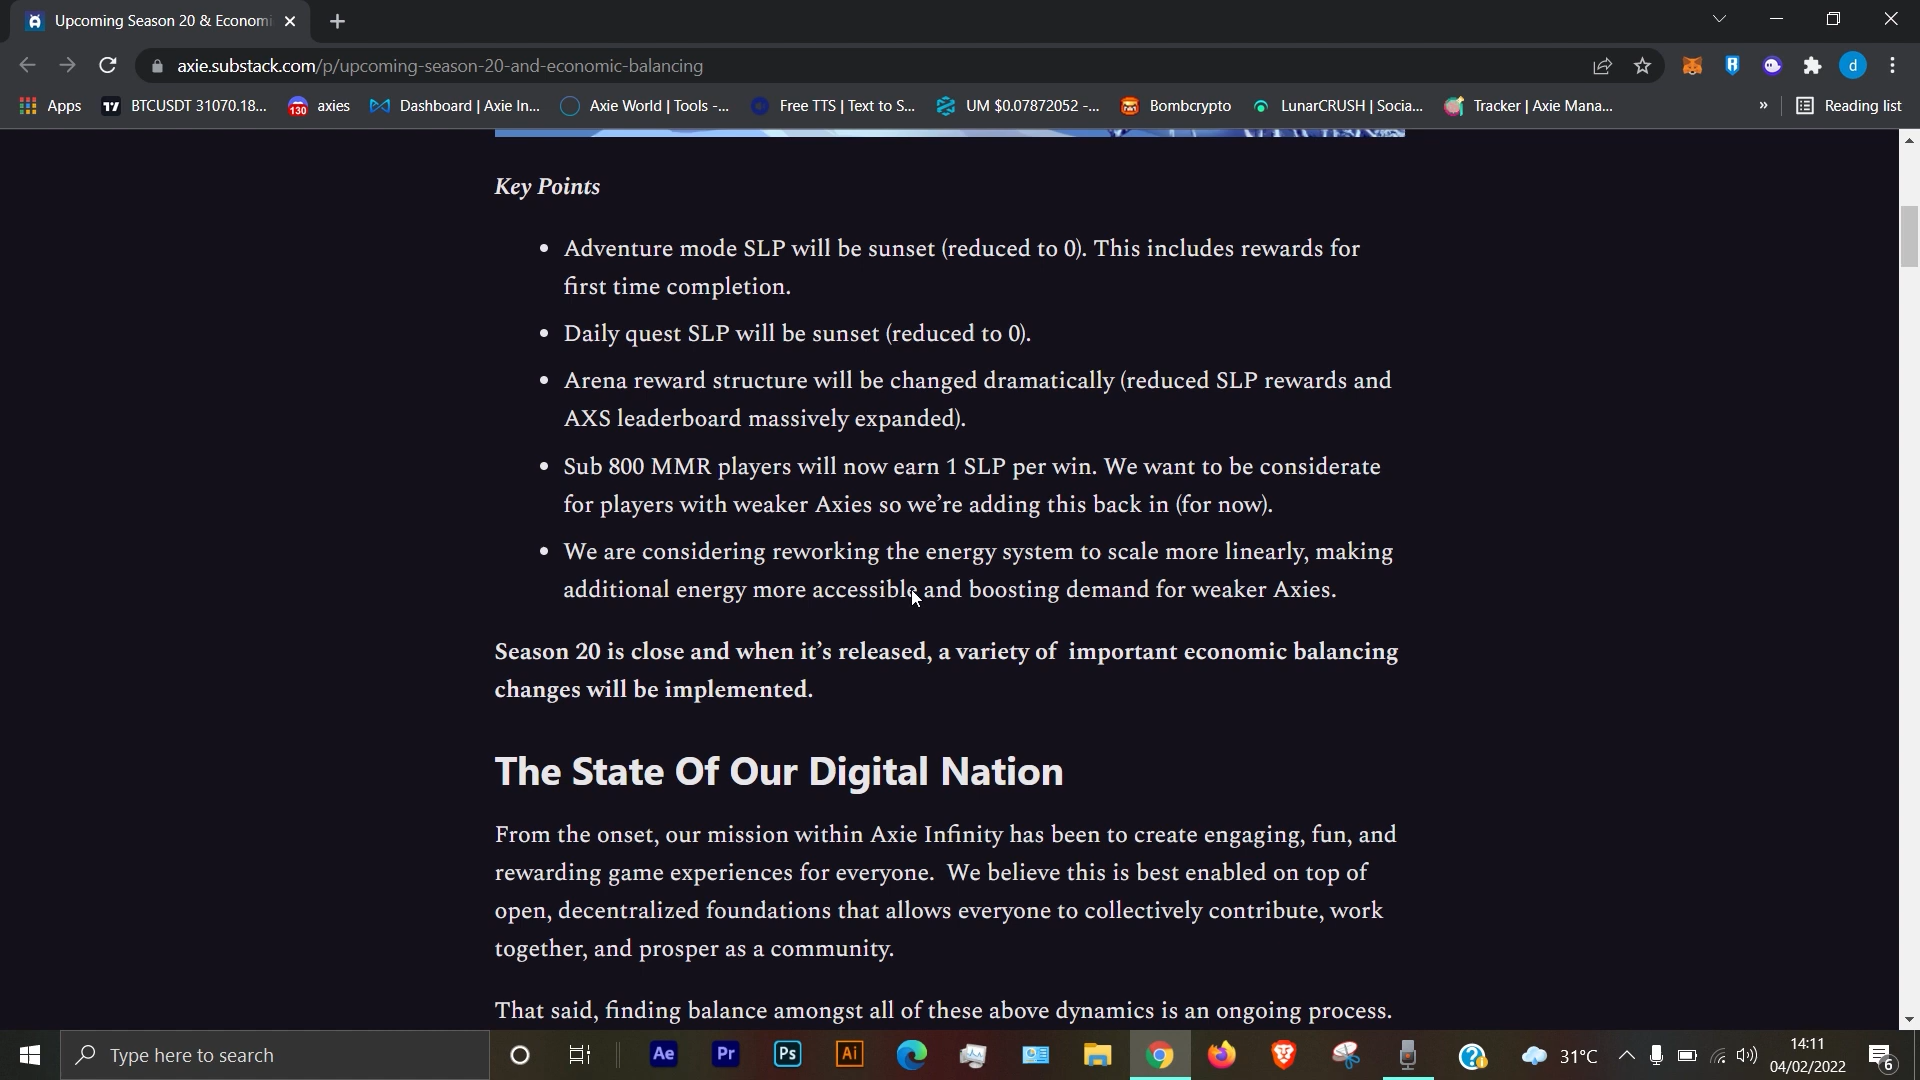 Upcoming Season 20 & Economi
axie.substack.com/p/upcoming-season-20-and-economic-balancing
d
Apps
BTCUSDT 31070.18...
130
axies
Dashboard | Axie In...
Axie World | Tools -...
Free TTS | Text to S...
UM $0.07872052 -...
Bombcrypto
LunarCRUSH | Socia...
Tracker | Axie Mana...
»
Reading list
Key Points
• Adventure mode SLP will be sunset (reduced to 0). This includes rewards for
first time completion.
• Daily quest SLP will be sunset (reduced to 0).
• Arena reward structure will be changed dramatically (reduced SLP rewards and
AXS leaderboard massively expanded).
• Sub 800 MMR players will now earn 1 SLP per win. We want to be considerate
for players with weaker Axies so we’re adding this back in (for now).
• We are considering reworking the energy system to scale more linearly, making
additional energy more accessible and boosting demand for weaker Axies.
Season 20 is close and when it’s released, a variety of important economic balancing
changes will be implemented.
The State Of Our Digital Nation
From the onset, our mission within Axie Infinity has been to create engaging, fun, and
rewarding game experiences for everyone. We believe this is best enabled on top of
open, decentralized foundations that allows everyone to collectively contribute, work
together, and prosper as a community.
That said, finding balance amongst all of these above dynamics is an ongoing process.
Type here to search
Ae
Pr
Ps
Ai
31°C
14:11
04/02/2022
6